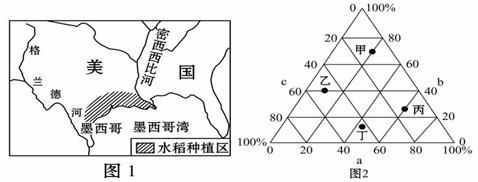 格
兰
德
河
美
国
密西西比河
墨西哥
墨西哥湾
水稻种植区
图1
0 100%
20 80
40 60
60 40
80 20
100% 0
0 20 40 60 80 100%
甲
乙
丙
丁
c
b
a
图2